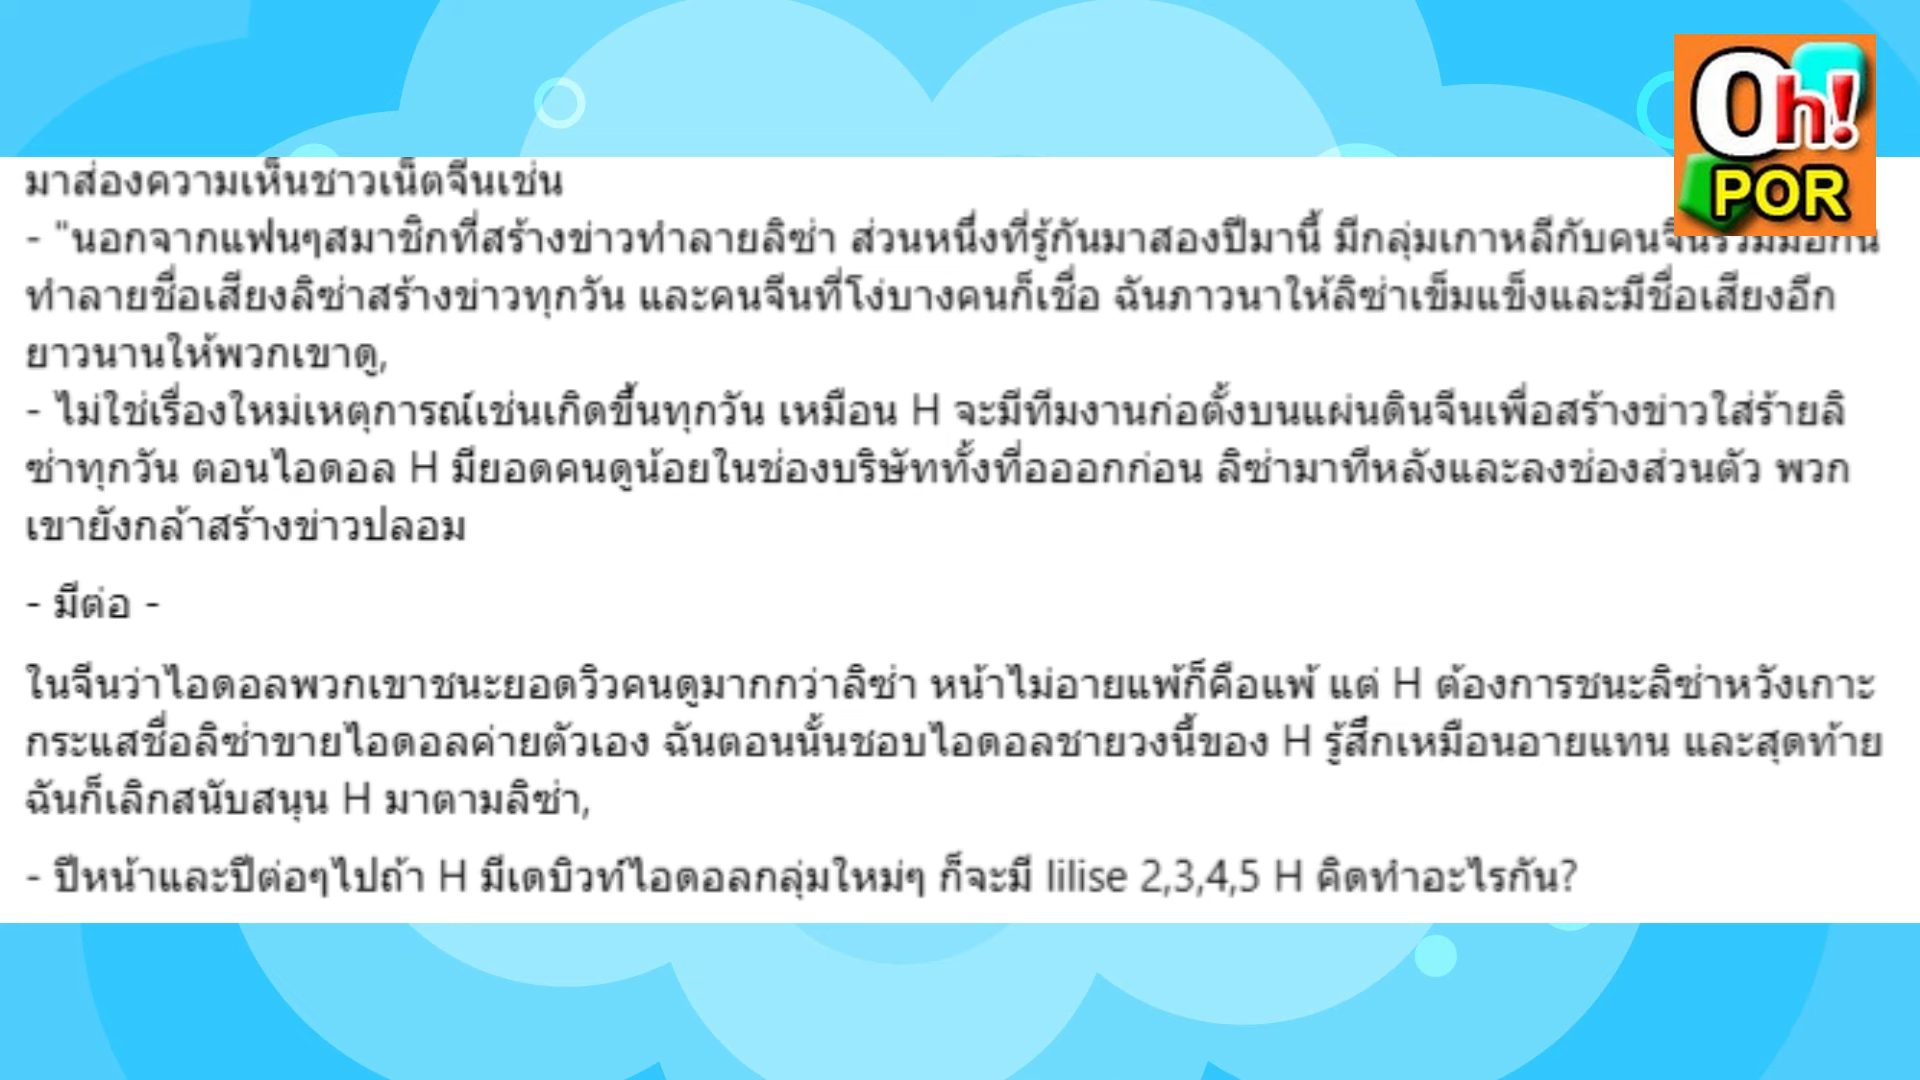 Oh!
POR
มาส่องความเห็นชาวเน็ตจีนเช่น
- "นอกจากแฟนๆสมาชิกที่สร้างข่าวทำลายลิซ่า ส่วนหนึ่งที่รู้กันมาสองปีมานี้ มีกลุ่มเกาหลีกับคนจีนร่วมมือกัน
ทำลายชื่อเสียงลิซ่าสร้างข่าวทุกวัน และคนจีนที่โง่บางคนก็เชื่อ ฉันภาวนาให้ลิซ่าเข็มแข็งและมีชื่อเสียงอีก
ยาวนานให้พวกเขาดู,
- ไม่ใช่เรื่องใหม่เหตุการณ์เช่นเกิดขึ้นทุกวัน เหมือน H จะมีทีมงานก่อตั้งบนแผ่นดินจีนเพื่อสร้างข่าวใส่ร้ายลิ
ซ่าทุกวัน ตอนไอดอล H มียอดคนดูน้อยในช่องบริษัททั้งที่อออกก่อน ลิซ่ามาทีหลังและลงช่องส่วนตัว พวก
เขายังกล้าสร้างข่าวปลอม
- มีต่อ -
ในจีนว่าไอดอลพวกเขาชนะยอดวิวคนดูมากกว่าลิซ่า หน้าไม่อายแพ้ก็คือแพ้ แต่ H ต้องการชนะลิซ่าหวังเกาะ
กระแสชื่อลิซ่าขายไอดอลค่ายตัวเอง ฉันตอนนั้นชอบไอดอลชายวงนี้ของ H รู้สึกเหมือนอายแทน และสุดท้าย
ฉันก็เลิกสนับสนุน H มาตามลิซ่า,
- ปีหน้าและปีต่อๆไปถ้า H มีเดบิวท์ไอดอลกลุ่มใหม่ๆ ก็จะมี lilise 2,3,4,5 H คิดทำอะไรกัน?